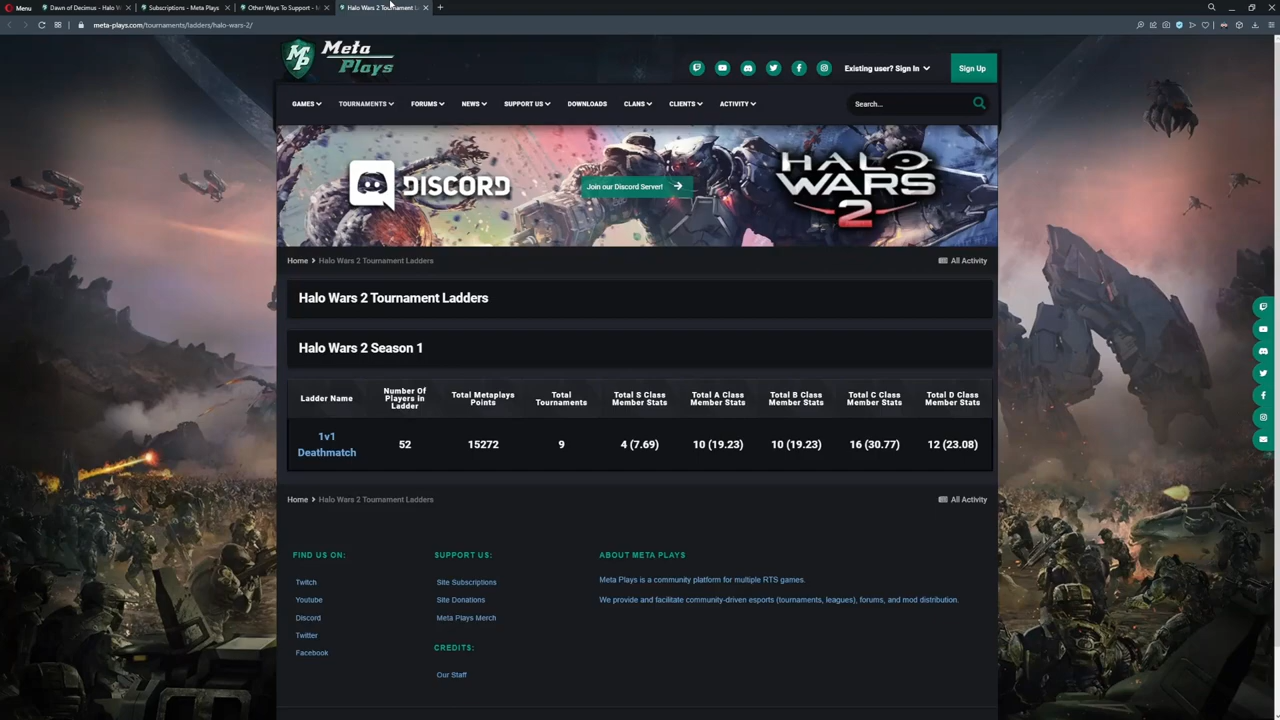 Menu
Dawn of Decimus - Halo W
Subscriptions - Meta Plays
Other Ways To Support - M
Halo Wars 2 Tournament L
meta-plays.com/tournaments/ladders/halo-wars-2/
MP
Meta
Plays
Existing user? Sign In
Sign Up
GAMES
TOURNAMENTS
FORUMS
NEWS
SUPPORT US
DOWNLOADS
CLANS
CLIENTS
ACTIVITY
Search...
DISCORD
Join our Discord Server!
HALO
WARS
2
Home > Halo Wars 2 Tournament Ladders
All Activity
Halo Wars 2 Tournament Ladders
Halo Wars 2 Season 1
Ladder Name
Number Of
Players In
Ladder
Total Metaplays
Points
Total
Tournaments
Total S Class
Member Stats
Total A Class
Member Stats
Total B Class
Member Stats
Total C Class
Member Stats
Total D Class
Member Stats
1v1
Deathmatch
52
15272
9
4 (7.69)
10 (19.23)
10 (19.23)
16 (30.77)
12 (23.08)
Home > Halo Wars 2 Tournament Ladders
All Activity
FIND US ON:
Twitch
Youtube
Discord
Twitter
Facebook
SUPPORT US:
Site Subscriptions
Site Donations
Meta Plays Merch
CREDITS:
Our Staff
ABOUT META PLAYS
Meta Plays is a community platform for multiple RTS games.
We provide and facilitate community-driven esports (tournaments, leagues), forums, and mod distribution.